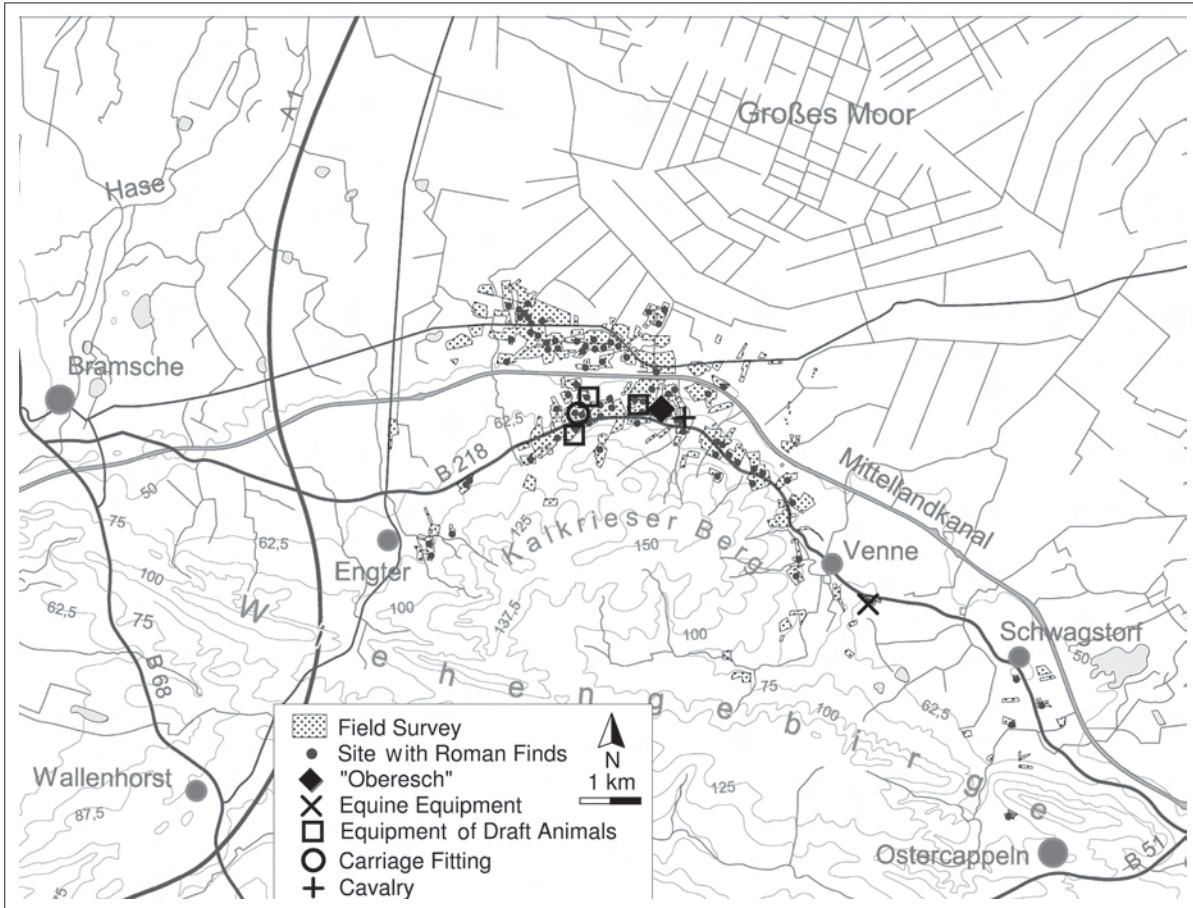 Großes Moor
A1
Hase
Bramsche
62,5
B 218
Mittellandkanal
50
75
125
Kalkrieser Berg
150
62,5
100
Engter
Venne
62,5
75
W e h e n g e b i r g e
100
137,5
100
Schwagstorf
50
B 68
75
100
62,5
Wallenhorst
125
87,5
Ostercappeln
B 51
Field Survey
Site with Roman Finds
"Oberesch"
Equine Equipment
Equipment of Draft Animals
Carriage Fitting
Cavalry
N
1 km